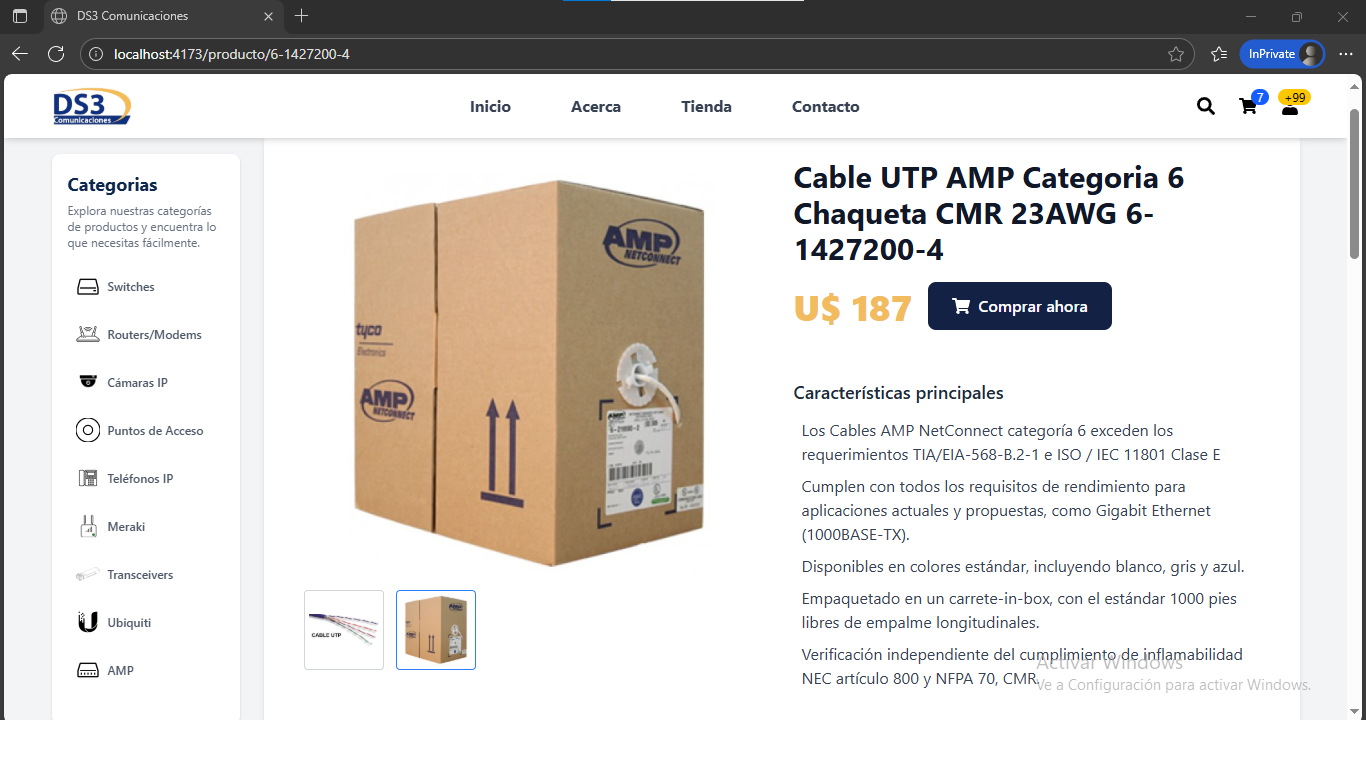 DS3 Comunicaciones
localhost:4173/producto/6-1427200-4
InPrivate
DS3
Comunicaciones
Inicio
Acerca
Tienda
Contacto
7
+99
Categorias
Explora nuestras categorías
de productos y encuentra lo
que necesitas fácilmente.
Switches
Routers/Modems
Cámaras IP
Puntos de Acceso
Teléfonos IP
Meraki
Transceivers
Ubiquiti
AMP
AMP
NETCONNECT
tyco
Electronics
AMP
NETCONNECT
AMP
CABLE UTP
Cable UTP AMP Categoria 6
Chaqueta CMR 23AWG 6-
1427200-4
U$ 187
Comprar ahora
Características principales
Los Cables AMP NetConnect categoría 6 exceden los
requerimientos TIA/EIA-568-B.2-1 e ISO / IEC 11801 Clase E
Cumplen con todos los requisitos de rendimiento para
aplicaciones actuales y propuestas, como Gigabit Ethernet
(1000BASE-TX).
Disponibles en colores estándar, incluyendo blanco, gris y azul.
Empaquetado en un carrete-in-box, con el estándar 1000 pies
libres de empalme longitudinales.
Verificación independiente del cumplimiento de inflamabilidad
NEC artículo 800 y NFPA 70, CMR.
Activar Windows
Ve a Configuración para activar Windows.